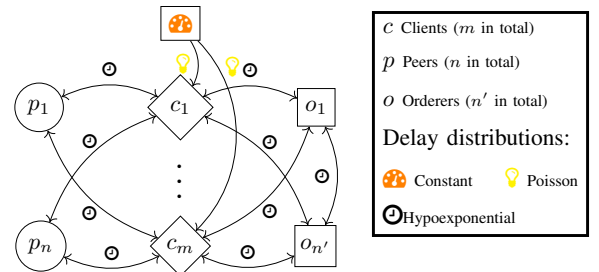 c Clients (m in total)
p Peers (n in total)
o Orderers (n′ in total)
Delay distributions:
Constant Poisson
Hypoexponential
p₁ c₁ o₁
pₙ cₘ oₙ′